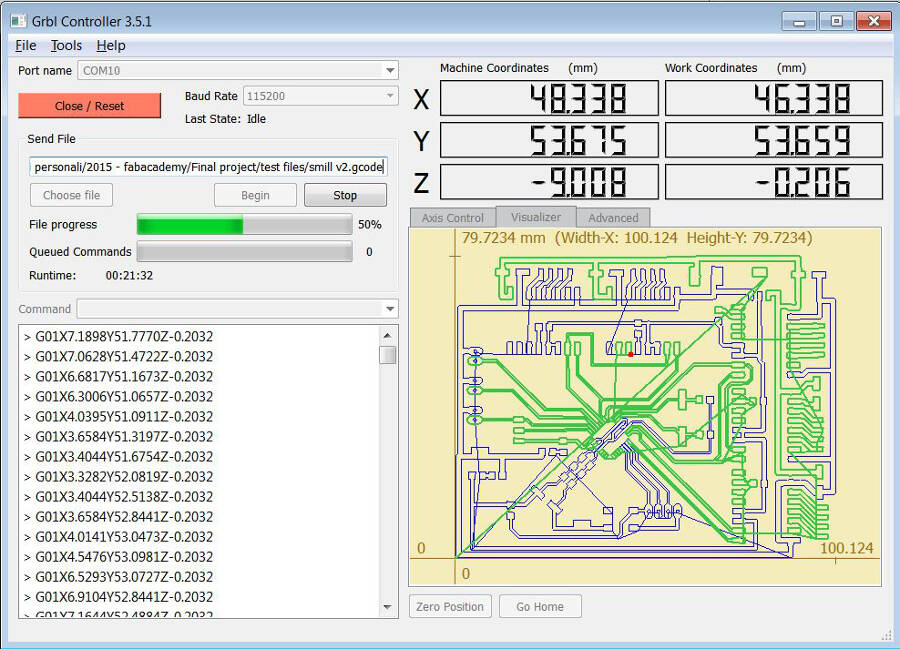 Grbl Controller 3.5.1
File Tools Help
Port name COM10
Close / Reset
Baud Rate 115200
Last State: Idle
Send File
personali/2015 - fabacademy/Final project/test files/smill v2.gcode
Choose file Begin Stop
File progress 50%
Queued Commands 0
Runtime: 00:21:32
Command
> G01X7.1898Y51.7770Z-0.2032
> G01X7.0628Y51.4722Z-0.2032
> G01X6.6817Y51.1673Z-0.2032
> G01X6.3006Y51.0657Z-0.2032
> G01X4.0395Y51.0911Z-0.2032
> G01X3.6584Y51.3197Z-0.2032
> G01X3.4044Y51.6754Z-0.2032
> G01X3.3282Y52.0819Z-0.2032
> G01X3.4044Y52.5138Z-0.2032
> G01X3.6584Y52.8441Z-0.2032
> G01X4.0141Y53.0473Z-0.2032
> G01X4.5476Y53.0981Z-0.2032
> G01X6.5293Y53.0727Z-0.2032
> G01X6.9104Y52.8441Z-0.2032
> G01X7.1644Y52.4884Z-0.2032
Machine Coordinates (mm) Work Coordinates (mm)
X 48.338 46.338
Y 53.675 53.659
Z -9.008 -0.206
Axis Control Visualizer Advanced
79.7234 mm (Width-X: 100.124 Height-Y: 79.7234)
0 100.124
0
Zero Position Go Home